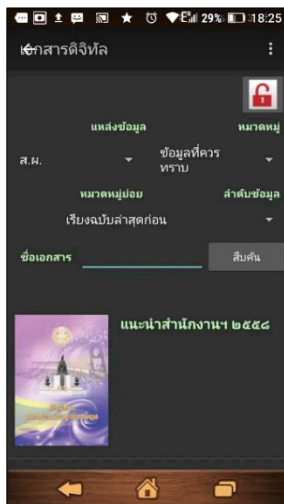 29% 18:25
เอกสารดิจิทัล
แหล่งข้อมูล หมวดหมู่
ส.ผ. ข้อมูลที่ควร
ทราบ
หมวดหมู่ย่อย ลำดับข้อมูล
เรียงฉบับล่าสุดก่อน
ชื่อเอกสาร สืบค้น
แนะนำสำนักงานฯ ๒๕๕๘